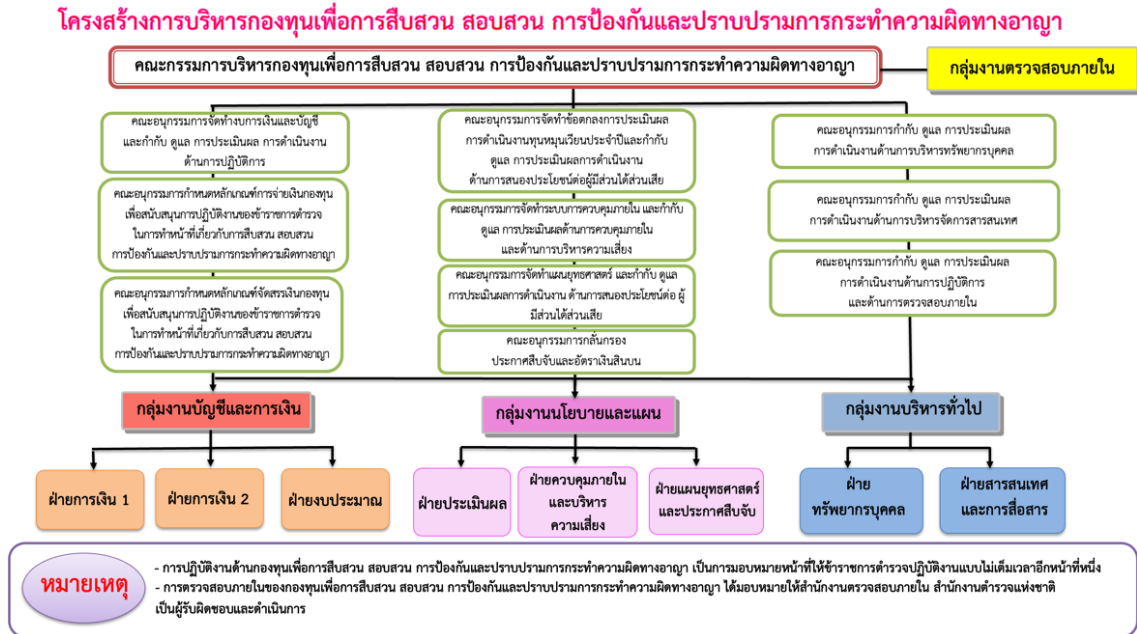 โครงสร้างการบริหารกองทุนเพื่อการสืบสวน สอบสวน การป้องกันและปราบปรามการกระทำความผิดทางอาญา
คณะกรรมการบริหารกองทุนเพื่อการสืบสวน สอบสวน การป้องกันและปราบปรามการกระทำความผิดทางอาญา
กลุ่มงานตรวจสอบภายใน
คณะอนุกรรมการจัดทำงบการเงินและบัญชี
และกำกับ ดูแล การประเมินผล การดำเนินงาน
ด้านการปฏิบัติการ
คณะอนุกรรมการกำหนดหลักเกณฑ์การจ่ายเงินกองทุน
เพื่อสนับสนุนการปฏิบัติงานของข้าราชการตำรวจ
ในการทำหน้าที่เกี่ยวกับการสืบสวน สอบสวน
การป้องกันและปราบปรามการกระทำความผิดทางอาญา
คณะอนุกรรมการกำหนดหลักเกณฑ์จัดสรรเงินกองทุน
เพื่อสนับสนุนการปฏิบัติงานของข้าราชการตำรวจ
ในการทำหน้าที่เกี่ยวกับการสืบสวน สอบสวน
การป้องกันและปราบปรามการกระทำความผิดทางอาญา
คณะอนุกรรมการจัดทำข้อตกลงการประเมินผล
การดำเนินงานทุนหมุนเวียนประจำปีและกำกับ
ดูแล การประเมินผลการดำเนินงาน
ด้านการสนองประโยชน์ต่อผู้มีส่วนได้ส่วนเสีย
คณะอนุกรรมการจัดทำระบบการควบคุมภายใน และกำกับ
ดูแล การประเมินผลด้านการควบคุมภายใน
และด้านการบริหารความเสี่ยง
คณะอนุกรรมการจัดทำแผนยุทธศาสตร์ และกำกับ ดูแล
การประเมินผลการดำเนินงาน ด้านการสนองประโยชน์ต่อ ผู้
มีส่วนได้ส่วนเสีย
คณะอนุกรรมการกลั่นกรอง
ประกาศสืบจับและอัตราเงินสินบน
คณะอนุกรรมการกำกับ ดูแล การประเมินผล
การดำเนินงานด้านการบริหารทรัพยากรบุคคล
คณะอนุกรรมการกำกับ ดูแล การประเมินผล
การดำเนินงานด้านการบริหารจัดการสารสนเทศ
คณะอนุกรรมการกำกับ ดูแล การประเมินผล
การดำเนินงานด้านการปฏิบัติการ
และด้านการตรวจสอบภายใน
กลุ่มงานบัญชีและการเงิน
กลุ่มงานนโยบายและแผน
กลุ่มงานบริหารทั่วไป
ฝ่ายการเงิน 1
ฝ่ายการเงิน 2
ฝ่ายงบประมาณ
ฝ่ายประเมินผล
ฝ่ายควบคุมภายใน
และบริหาร
ความเสี่ยง
ฝ่ายแผนยุทธศาสตร์
และประกาศสืบจับ
ฝ่าย
ทรัพยากรบุคคล
ฝ่ายสารสนเทศ
และการสื่อสาร
หมายเหตุ
- การปฏิบัติงานด้านกองทุนเพื่อการสืบสวน สอบสวน การป้องกันและปราบปรามการกระทำความผิดทางอาญา เป็นการมอบหมายหน้าที่ให้ข้าราชการตำรวจปฏิบัติงานแบบไม่เต็มเวลาอีกหน้าที่หนึ่ง
- การตรวจสอบภายในของกองทุนเพื่อการสืบสวน สอบสวน การป้องกันและปราบปรามการกระทำความผิดทางอาญา ได้มอบหมายให้สำนักงานตรวจสอบภายใน สำนักงานตำรวจแห่งชาติ
เป็นผู้รับผิดชอบและดำเนินการ